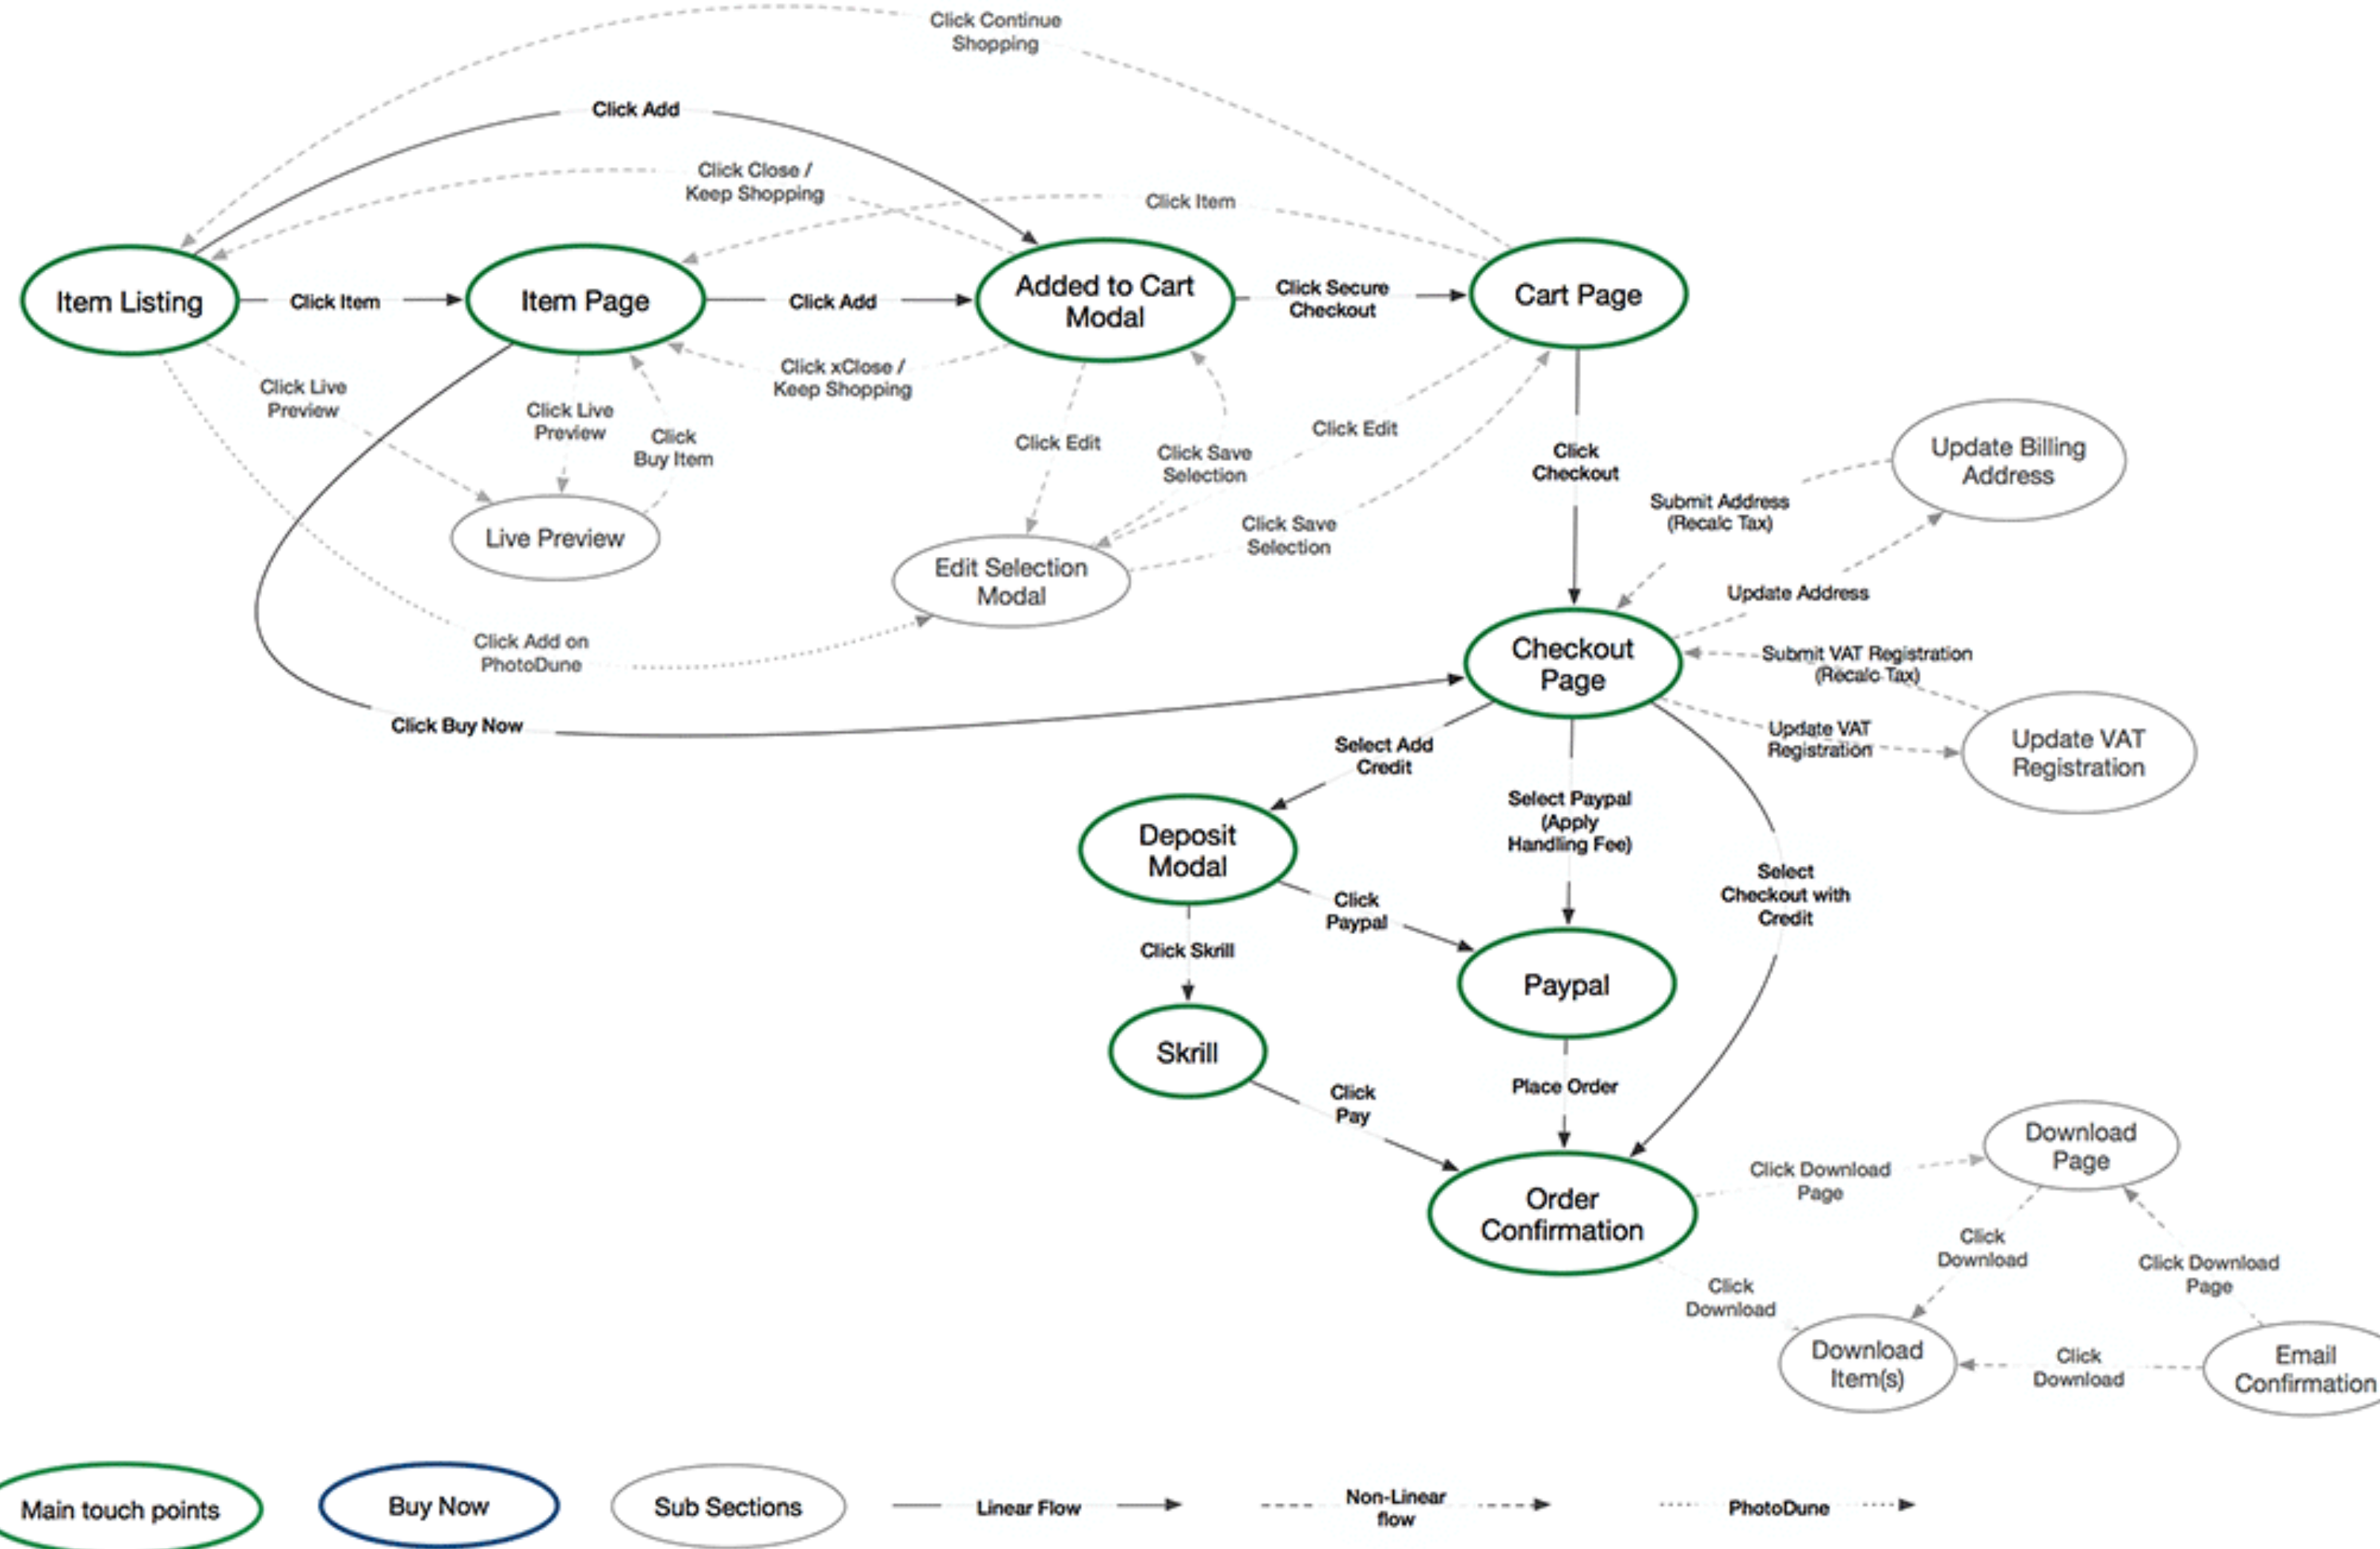 Click Continue
Shopping
Click Add
Click Close /
Keep Shopping
Click Item
Item Listing
Click Item
Item Page
Click Add
Added to Cart
Modal
Click Secure
Checkout
Cart Page
Click xClose /
Keep Shopping
Click Live
Preview
Click Live
Preview
Click
Buy Item
Click Edit
Click Save
Selection
Click Edit
Click
Checkout
Update Billing
Address
Submit Address
(Recalc Tax)
Live Preview
Click Save
Selection
Edit Selection
Modal
Update Address
Click Add on
PhotoDune
Checkout
Page
Submit VAT Registration
(Recalc Tax)
Click Buy Now
Update VAT
Registration
Update VAT
Registration
Select Add
Credit
Select Paypal
(Apply
Handling Fee)
Deposit
Modal
Select
Checkout with
Credit
Click
Paypal
Click Skrill
Paypal
Skrill
Click
Pay
Place Order
Download
Page
Click Download
Page
Order
Confirmation
Click
Download
Click Download
Page
Click
Download
Download
Item(s)
Click
Download
Email
Confirmation
Main touch points
Buy Now
Sub Sections
Linear Flow
Non-Linear
flow
PhotoDune